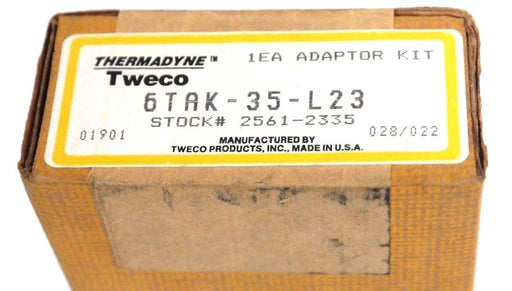 THERMADYNE™ 1EA ADAPTOR KIT
Tweco
6TAK-35-L23
STOCK# 2561-2335
01901 028/022
MANUFACTURED BY
TWECO PRODUCTS, INC., MADE IN U.S.A.